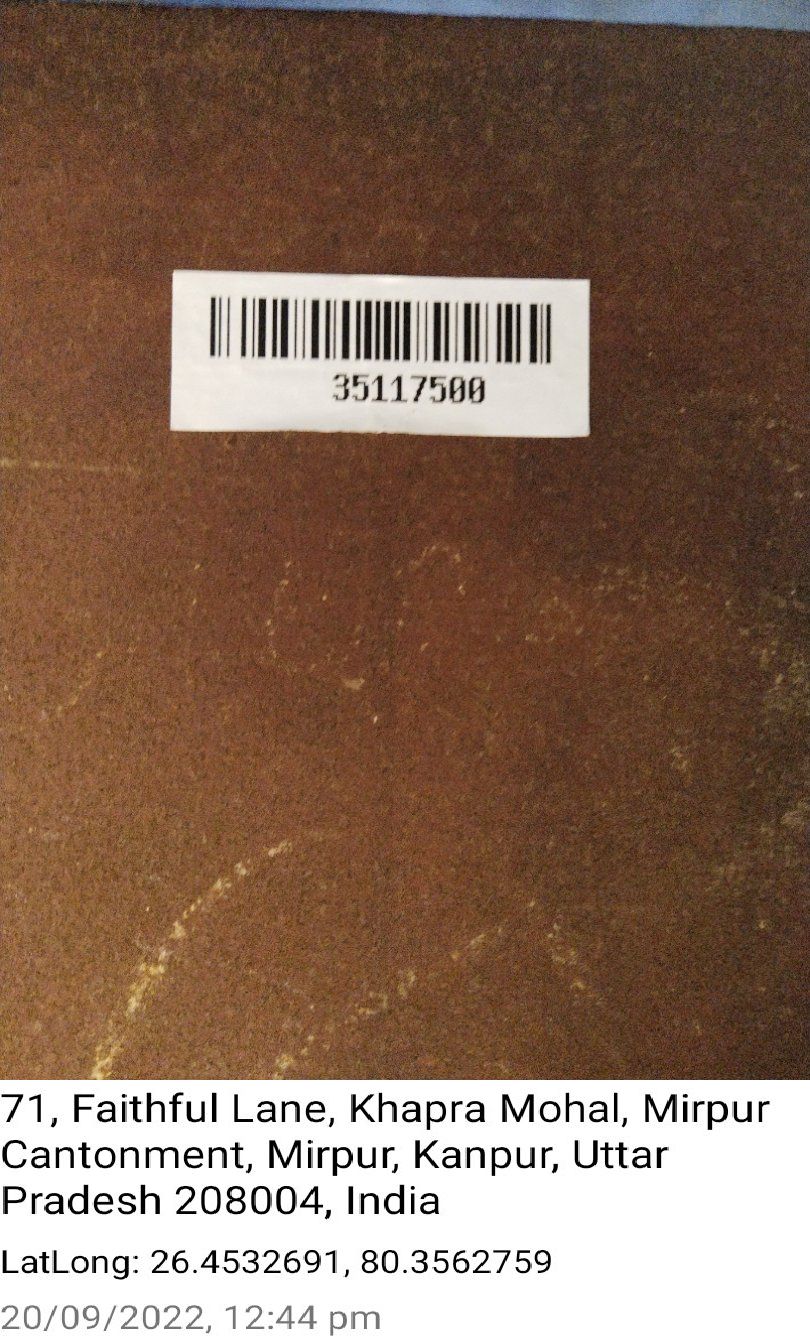 35117500
71, Faithful Lane, Khapra Mohal, Mirpur
Cantonment, Mirpur, Kanpur, Uttar
Pradesh 208004, India
LatLong: 26.4532691, 80.3562759
20/09/2022, 12:44 pm